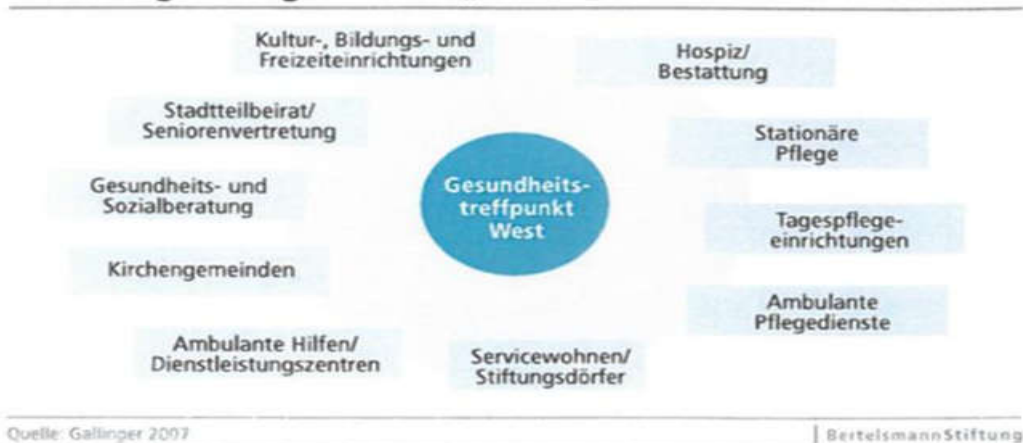 Kultur-, Bildungs- und
Freizeiteinrichtungen
Hospiz/
Bestattung
Stadtteilbeirat/
Seniorenvertretung
Stationäre
Pflege
Gesundheits- und
Sozialberatung
Gesundheits-
treffpunkt
West
Tagespflege-
einrichtungen
Kirchengemeinden
Ambulante
Pflegedienste
Ambulante Hilfen/
Dienstleistungszentren
Servicewohnen/
Stiftungsdörfer
Quelle: Gallinger 2007
BertelsmannStiftung